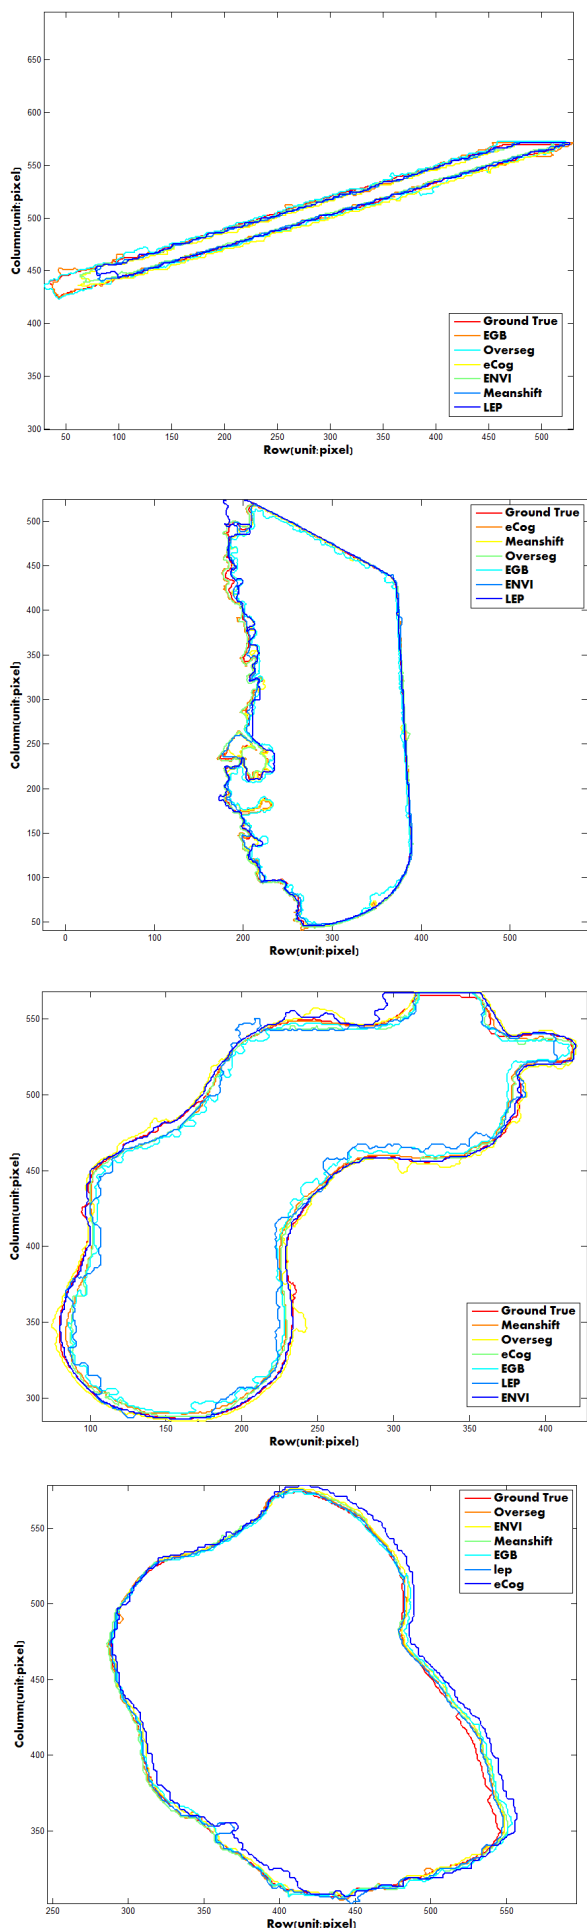 650
600
550
500
450
400
350
300
50
100
150
200
250
300
350
400
450
500
Column(unit:pixel)
Row(unit:pixel)
Ground True
EGB
Overseg
eCog
ENVI
Meanshift
LEP
500
450
400
350
300
250
200
150
100
50
0
100
200
300
400
500
Column(unit:pixel)
Row(unit:pixel)
Ground True
eCog
Meanshift
Overseg
EGB
ENVI
LEP
550
500
450
400
350
300
100
150
200
250
300
350
400
Column(unit:pixel)
Row(unit:pixel)
Ground True
Meanshift
Overseg
eCog
EGB
LEP
ENVI
550
500
450
400
350
250
300
350
400
450
500
550
Column(unit:pixel)
Row(unit:pixel)
Ground True
Overseg
ENVI
Meanshift
EGB
lep
eCog